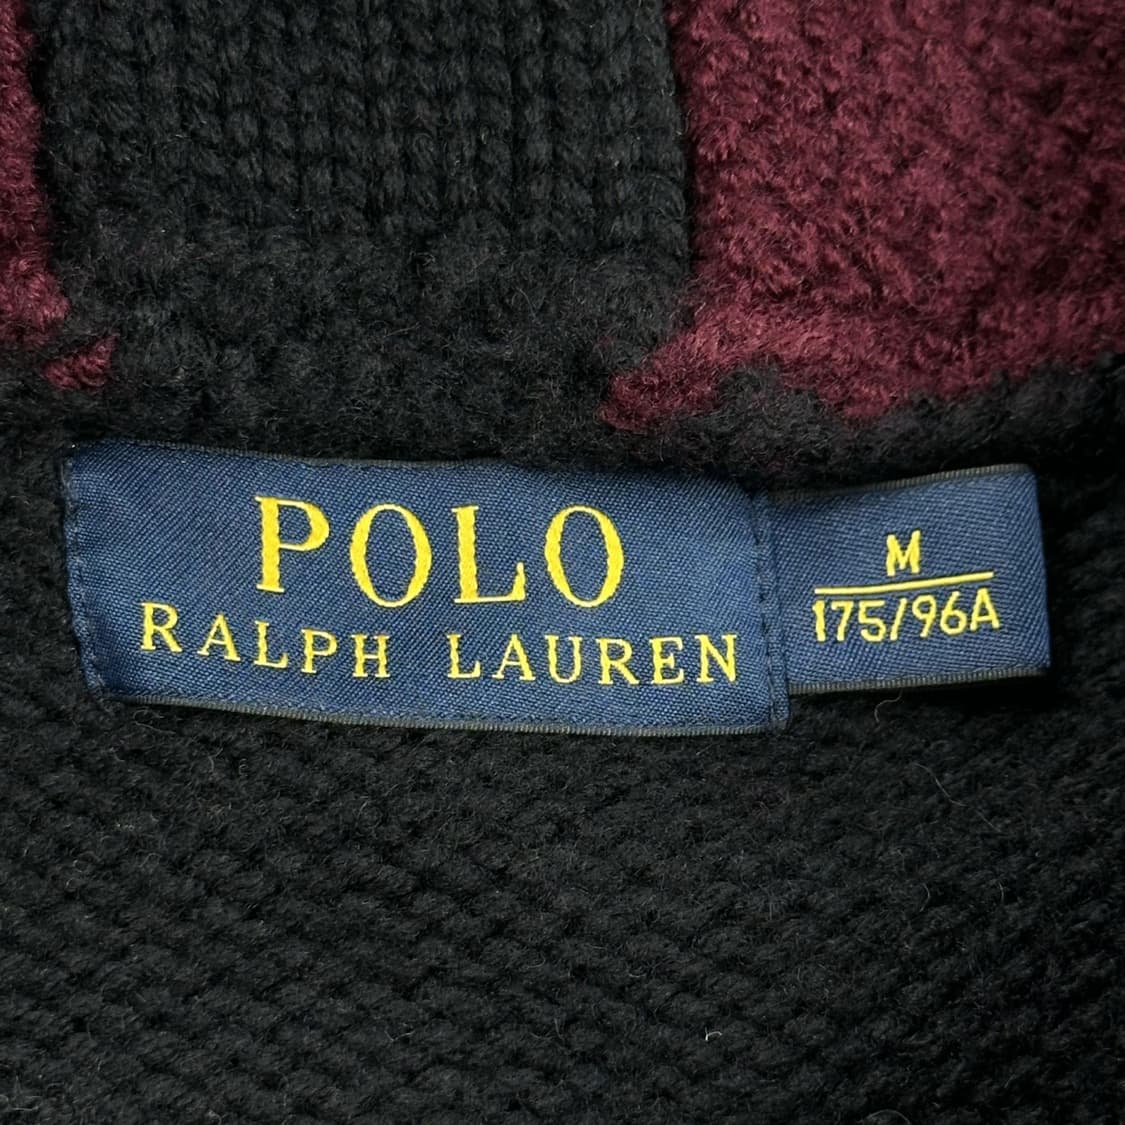 POLO
RALPH LAUREN
M
175/96A